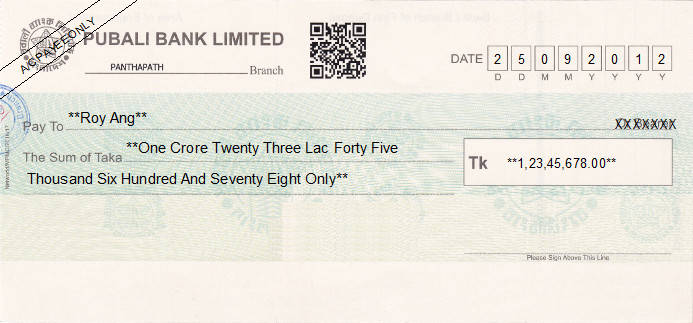 A/C PAYEE ONLY
PUBALI BANK LIMITED
PANTHAPATH
Branch
DATE 2 5 0 9 2 0 1 2
D D M M Y Y Y Y
Pay To **Roy Ang**
XXXXXXX
The Sum of Taka **One Crore Twenty Three Lac Forty Five
Thousand Six Hundred And Seventy Eight Only**
Tk **1,23,45,678.00**
Please Sign Above This Line